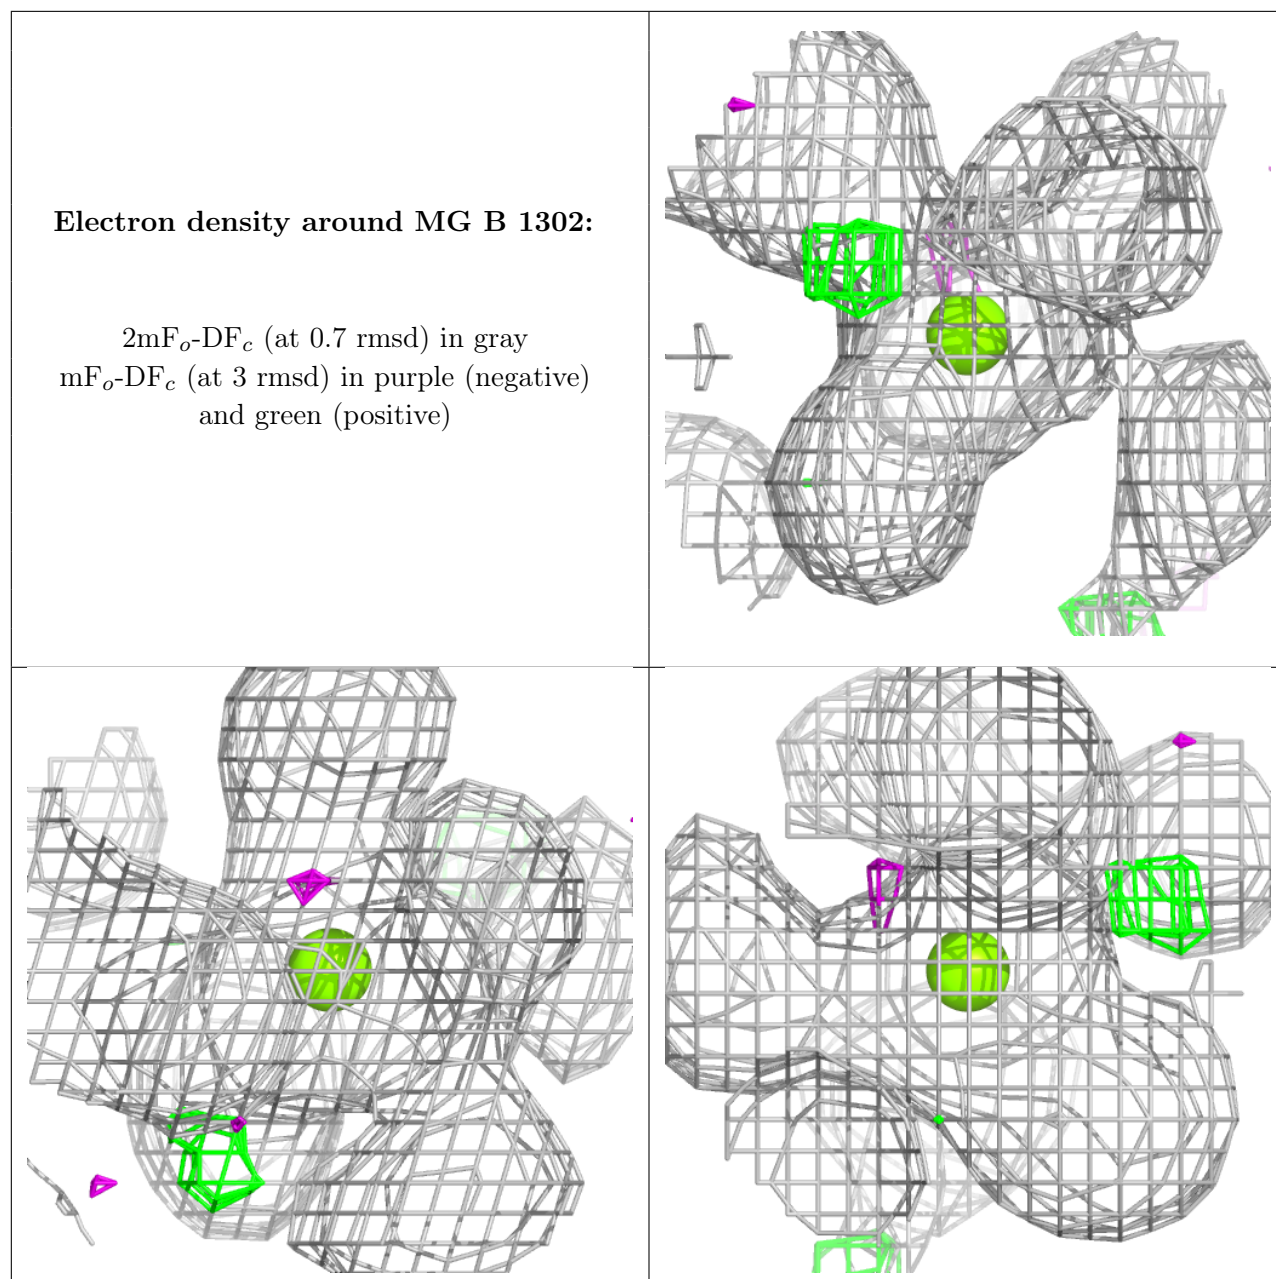 Electron density around MG B 1302:
2mFo-DFc (at 0.7 rmsd) in gray
mFo-DFc (at 3 rmsd) in purple (negative)
and green (positive)